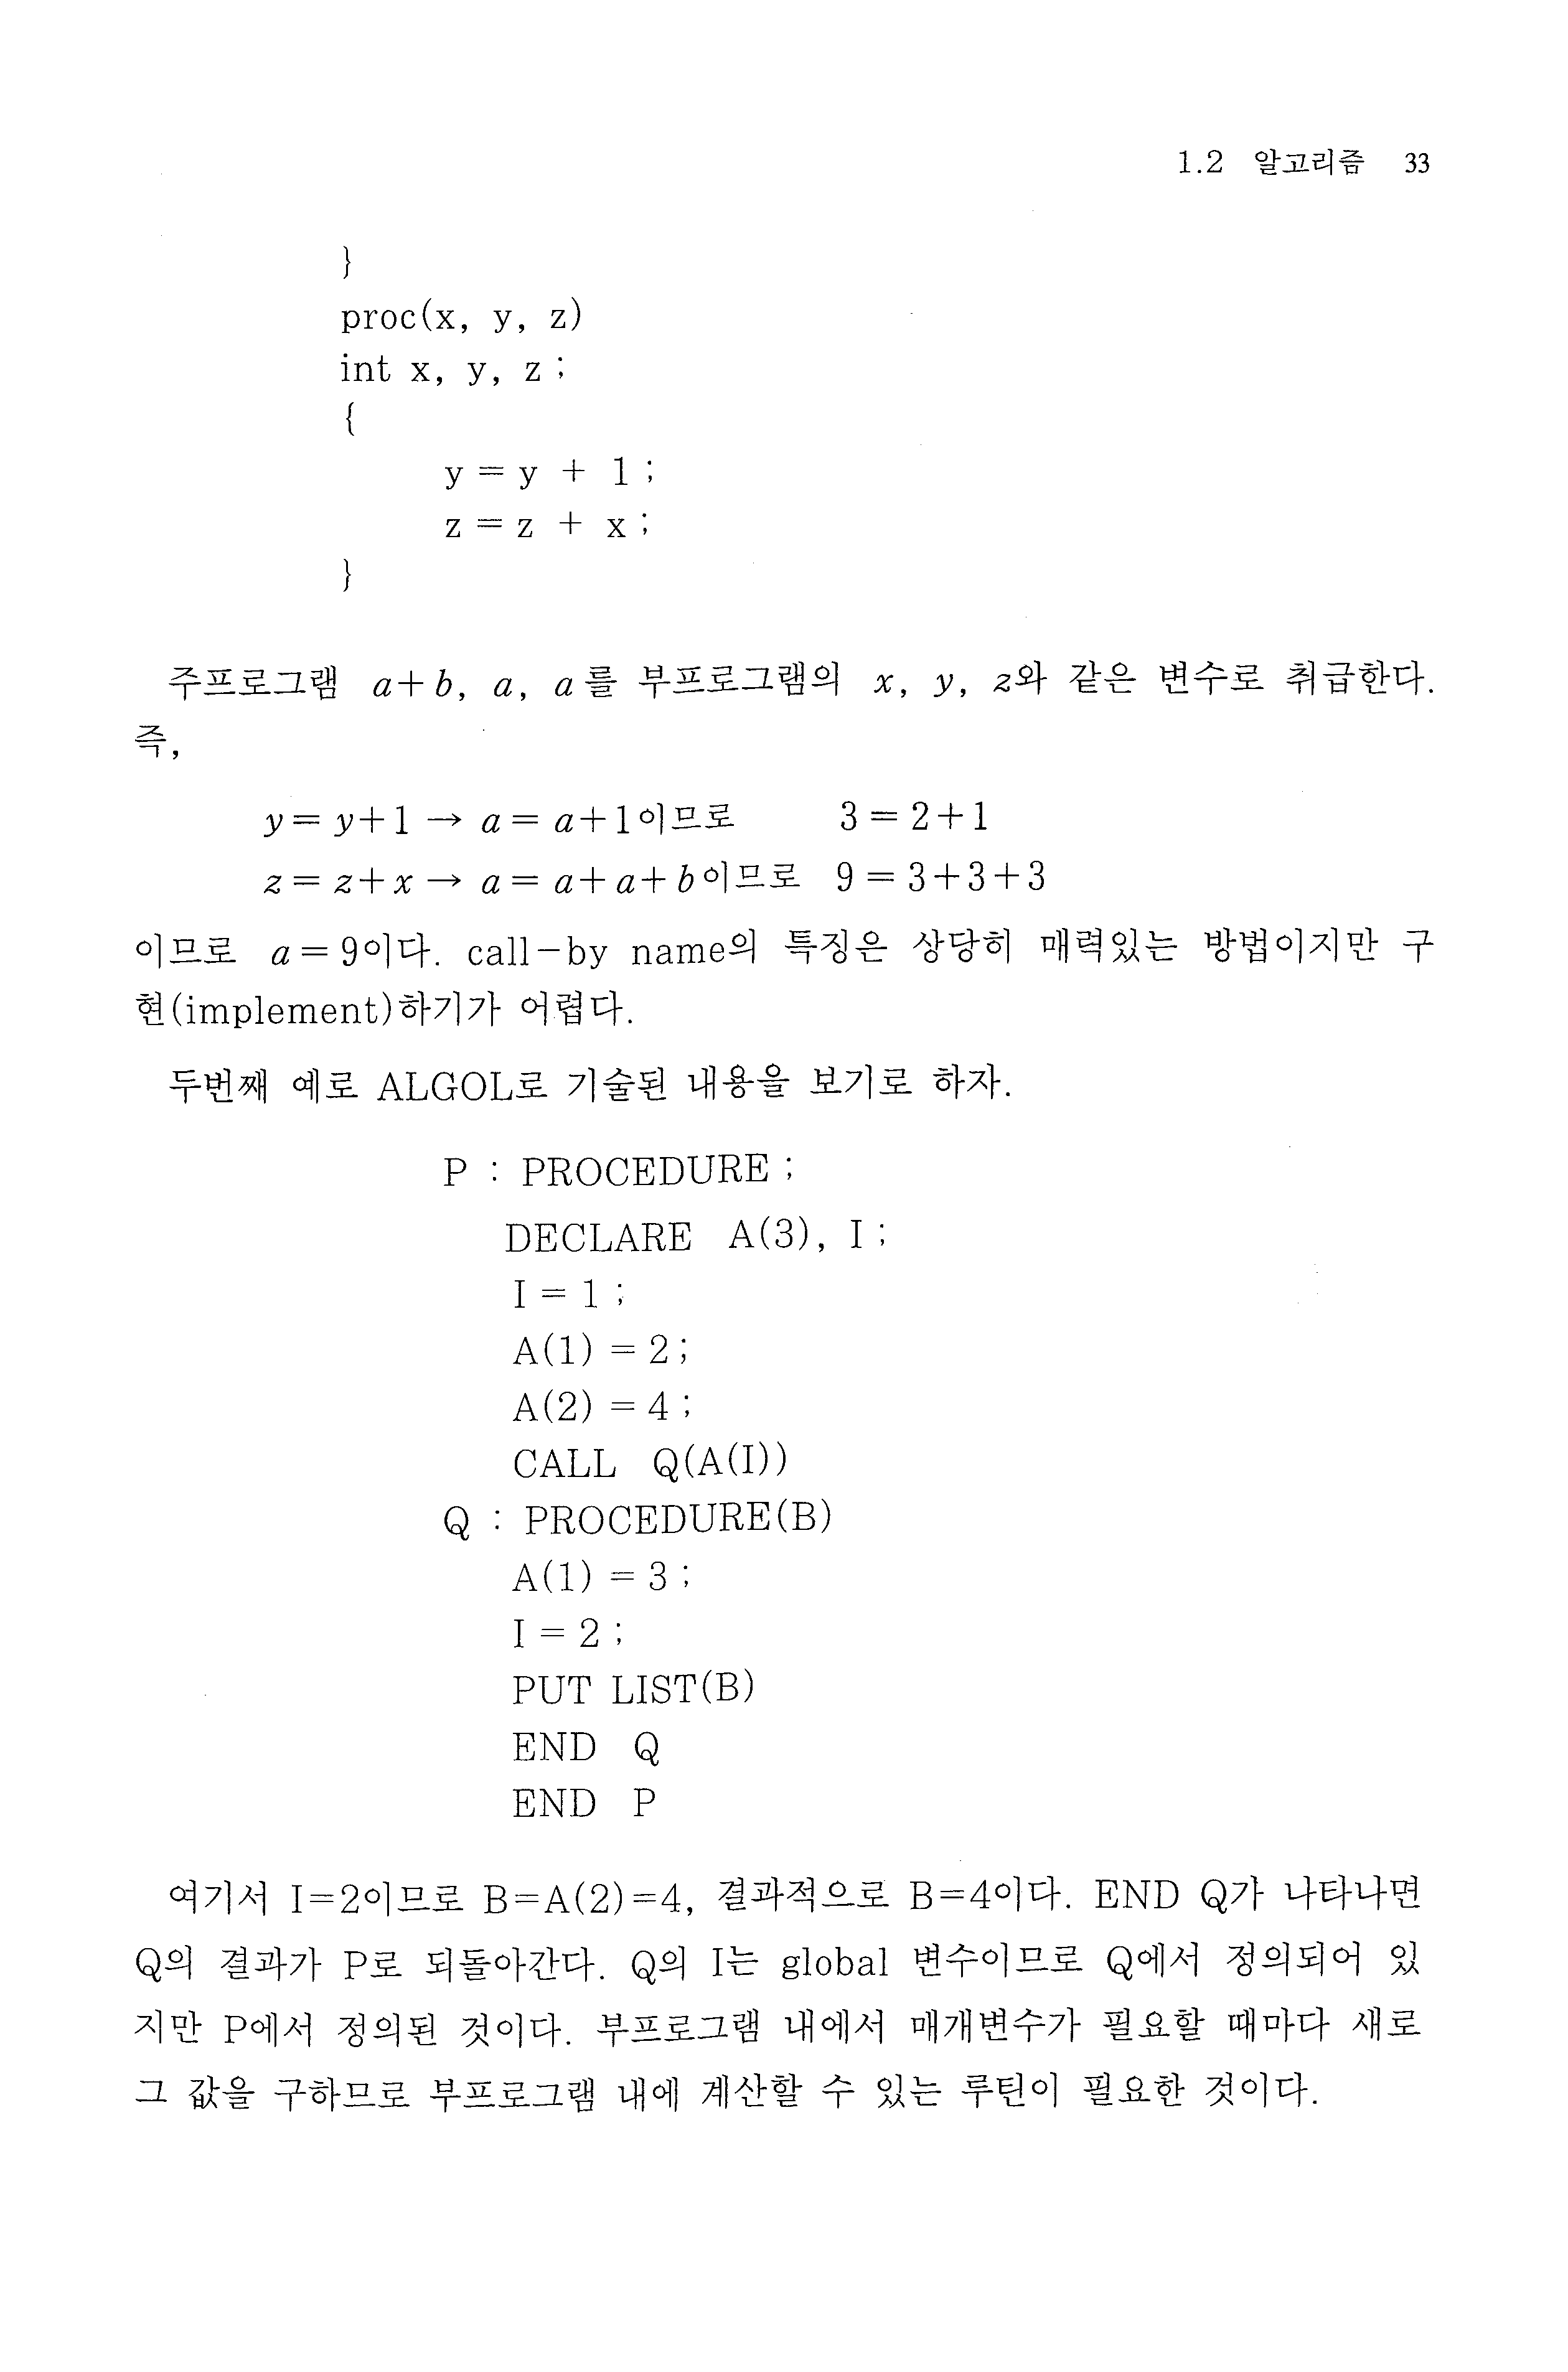 1.2 알고리즘 33
}
proc(x, y, z)
int x, y, z ;
{
y = y + 1 ;
z = z + x ;
}
주프로그램 a+b, a, a를 부프로그램의 x, y, z와 같은 변수로 취급한다.
즉,
y = y+1 → a = a+1이므로 3 = 2+1
z = z+x → a = a+a+b이므로 9 = 3+3+3
이므로 a = 9이다. call-by name의 특징은 상당히 매력있는 방법이지만 구
현(implement)하기가 어렵다.
두번째 예로 ALGOL로 기술된 내용을 보기로 하자.
P : PROCEDURE ;
DECLARE A(3), I ;
I = 1 ;
A(1) = 2 ;
A(2) = 4 ;
CALL Q(A(I))
Q : PROCEDURE(B)
A(1) = 3 ;
I = 2 ;
PUT LIST(B)
END Q
END P
여기서 I=2이므로 B=A(2)=4, 결과적으로 B=4이다. END Q가 나타나면
Q의 결과가 P로 되돌아간다. Q의 I는 global 변수이므로 Q에서 정의되어 있
지만 P에서 정의된 것이다. 부프로그램 내에서 매개변수가 필요할 때마다 새로
그 값을 구하므로 부프로그램 내에 계산할 수 있는 루틴이 필요한 것이다.